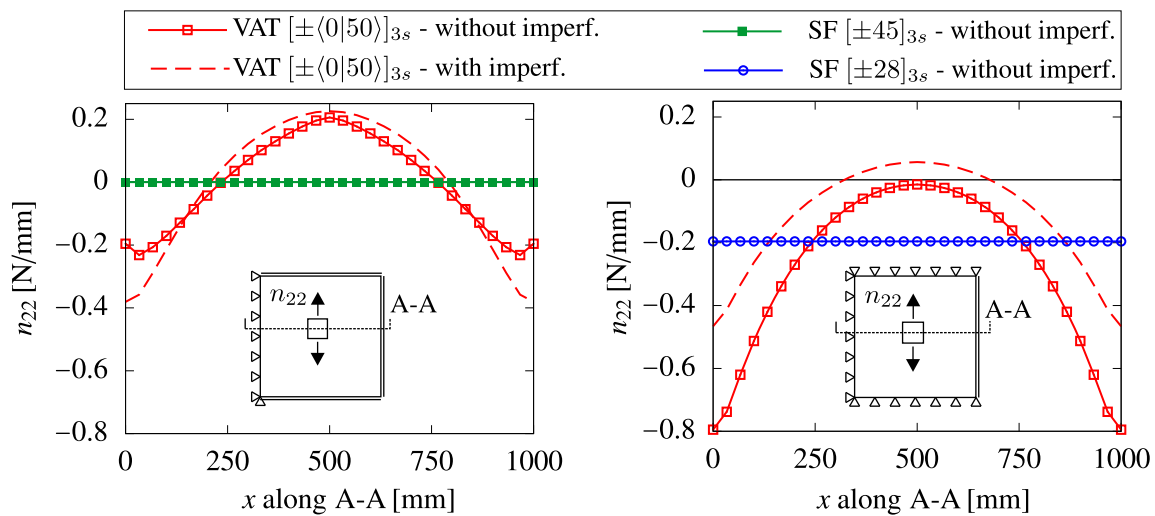 VAT [±⟨0|50⟩]₃ₛ - without imperf.
SF [±45]₃ₛ - without imperf.
VAT [±⟨0|50⟩]₃ₛ - with imperf.
SF [±28]₃ₛ - without imperf.
0.2
0
−0.2
−0.4
−0.6
−0.8
n₂₂ [N/mm]
n₂₂
A-A
0 250 500 750 1000
x along A-A [mm]
0.2
0
−0.2
−0.4
−0.6
−0.8
n₂₂ [N/mm]
n₂₂
A-A
0 250 500 750 1000
x along A-A [mm]